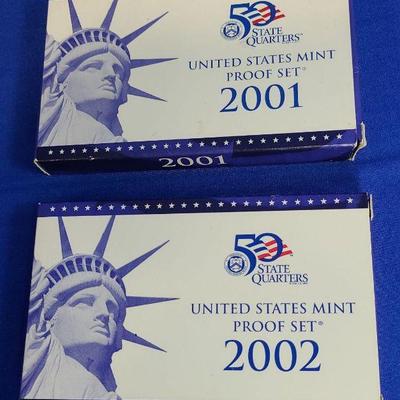 50
STATE
QUARTERS
UNITED STATES MINT
PROOF SET®
2001
2001
50
STATE
QUARTERS
UNITED STATES MINT
PROOF SET®
2002